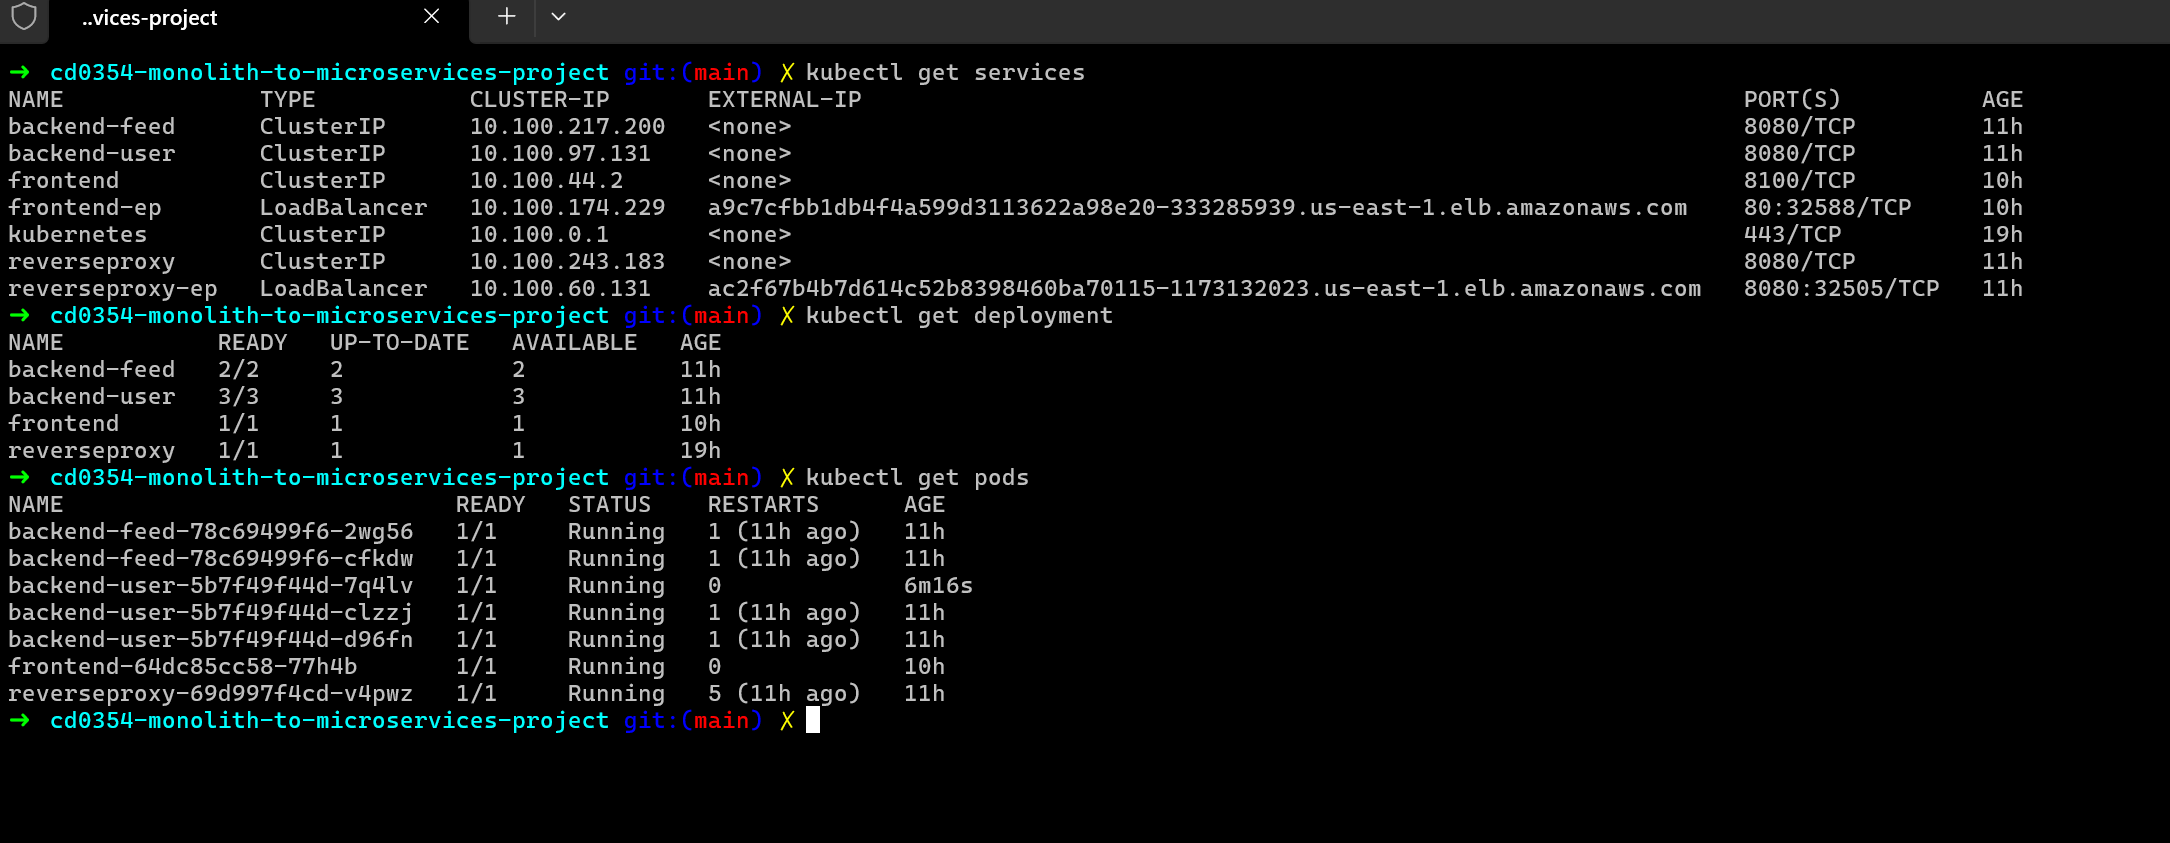 ..vices-project
➜ cd0354-monolith-to-microservices-project git:(main) ✗ kubectl get services
NAME TYPE CLUSTER-IP EXTERNAL-IP PORT(S) AGE
backend-feed ClusterIP 10.100.217.200 <none> 8080/TCP 11h
backend-user ClusterIP 10.100.97.131 <none> 8080/TCP 11h
frontend ClusterIP 10.100.44.2 <none> 8100/TCP 10h
frontend-ep LoadBalancer 10.100.174.229 a9c7cfbb1db4f4a599d3113622a98e20-333285939.us-east-1.elb.amazonaws.com 80:32588/TCP 10h
kubernetes ClusterIP 10.100.0.1 <none> 443/TCP 19h
reverseproxy ClusterIP 10.100.243.183 <none> 8080/TCP 11h
reverseproxy-ep LoadBalancer 10.100.60.131 ac2f67b4b7d614c52b8398460ba70115-1173132023.us-east-1.elb.amazonaws.com 8080:32505/TCP 11h
➜ cd0354-monolith-to-microservices-project git:(main) ✗ kubectl get deployment
NAME READY UP-TO-DATE AVAILABLE AGE
backend-feed 2/2 2 2 11h
backend-user 3/3 3 3 11h
frontend 1/1 1 1 10h
reverseproxy 1/1 1 1 19h
➜ cd0354-monolith-to-microservices-project git:(main) ✗ kubectl get pods
NAME READY STATUS RESTARTS AGE
backend-feed-78c69499f6-2wg56 1/1 Running 1 (11h ago) 11h
backend-feed-78c69499f6-cfkdw 1/1 Running 1 (11h ago) 11h
backend-user-5b7f49f44d-7q4lv 1/1 Running 0 6m16s
backend-user-5b7f49f44d-clzzj 1/1 Running 1 (11h ago) 11h
backend-user-5b7f49f44d-d96fn 1/1 Running 1 (11h ago) 11h
frontend-64dc85cc58-77h4b 1/1 Running 0 10h
reverseproxy-69d997f4cd-v4pwz 1/1 Running 5 (11h ago) 11h
➜ cd0354-monolith-to-microservices-project git:(main) ✗